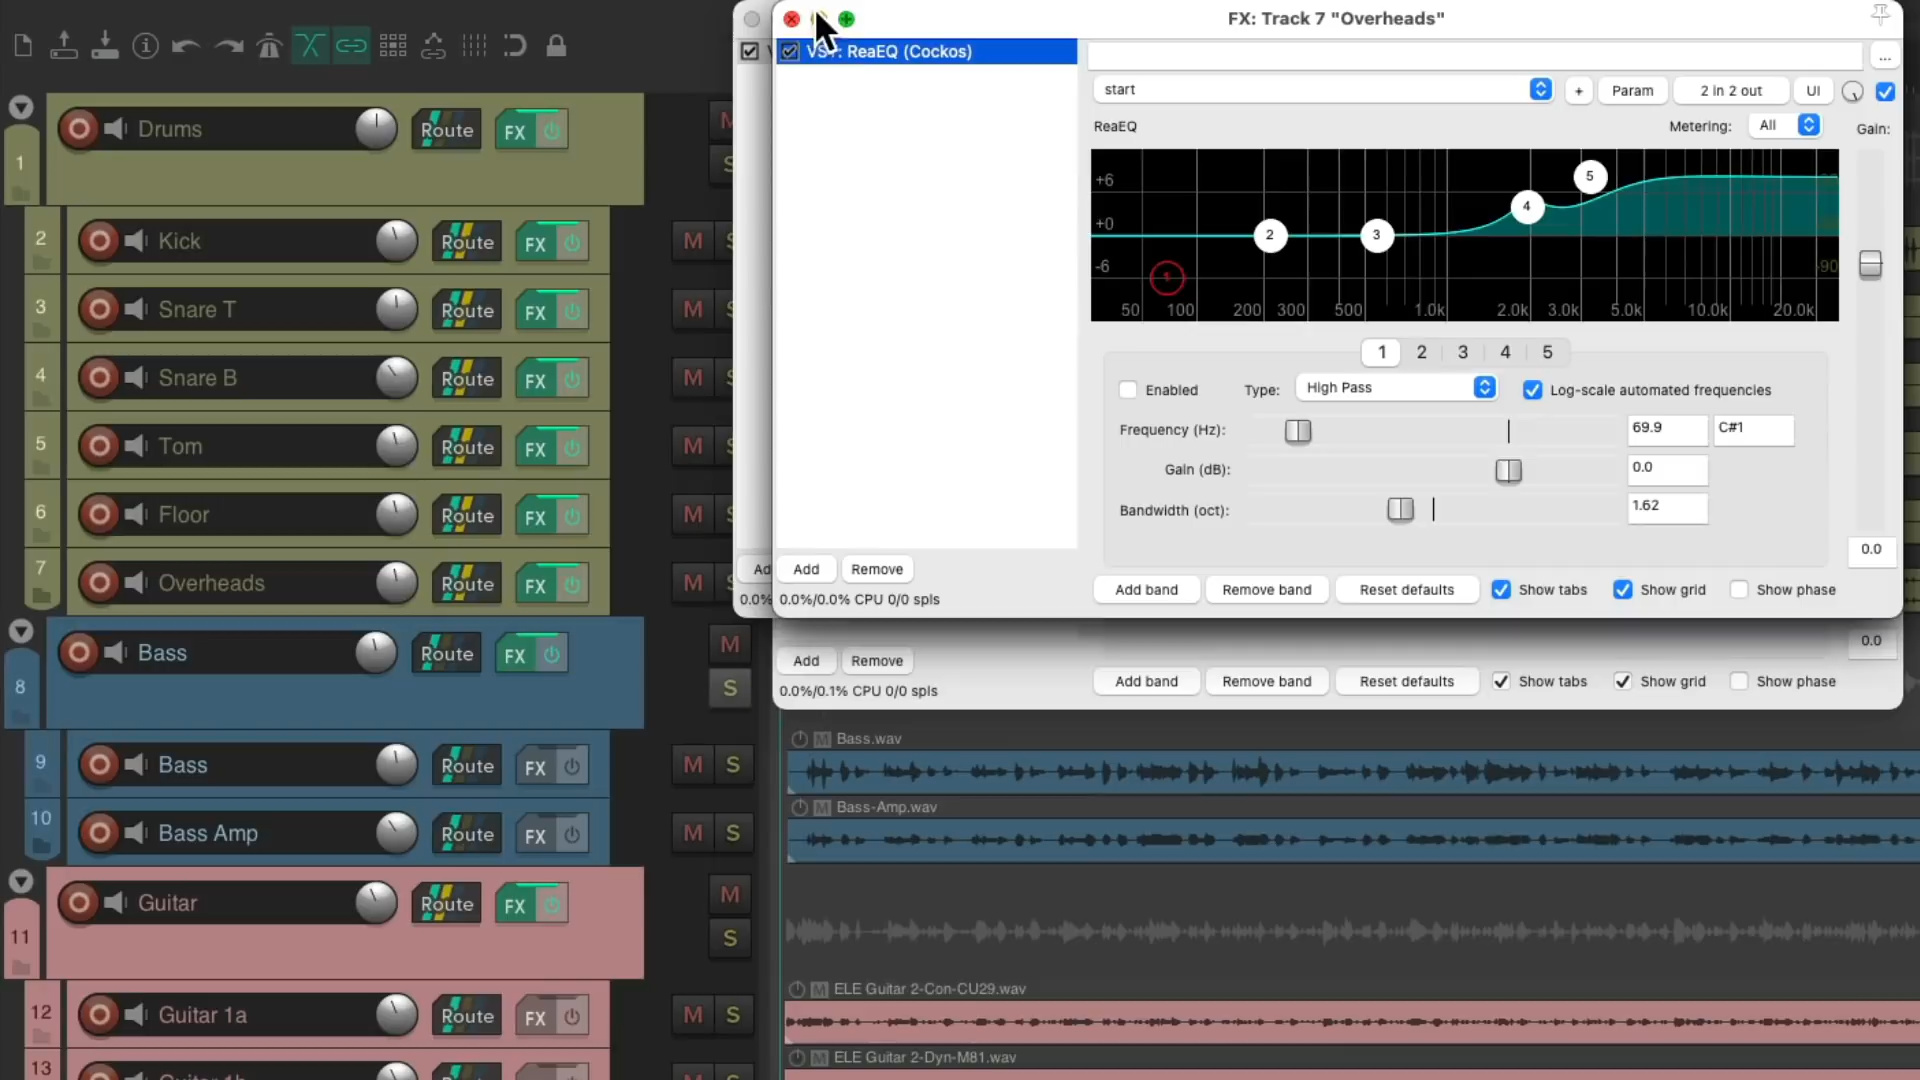 FX: Track 7 "Overheads"
VST: ReaEQ (Cockos)
...
start
+
Param
2 in 2 out
UI
ReaEQ
Metering:
All
Gain:
+6
+0
-6
-90
1
2
3
4
5
50
100
200
300
500
1.0k
2.0k
3.0k
5.0k
10.0k
20.0k
1
2
3
4
5
Enabled
Type:
High Pass
Log-scale automated frequencies
Frequency (Hz):
69.9
C#1
Gain (dB):
0.0
Bandwidth (oct):
1.62
0.0
Add
Remove
Add band
Remove band
Reset defaults
Show tabs
Show grid
Show phase
0.0%/0.0% CPU 0/0 spls
Ad
0.0%
0.0
Add
Remove
Add band
Remove band
Reset defaults
Show tabs
Show grid
Show phase
0.0%/0.1% CPU 0/0 spls
1
Drums
Route
FX
M
S
2
Kick
Route
FX
M
S
3
Snare T
Route
FX
M
S
4
Snare B
Route
FX
M
S
5
Tom
Route
FX
M
S
6
Floor
Route
FX
M
S
7
Overheads
Route
FX
M
S
8
Bass
Route
FX
M
S
9
Bass
Route
FX
M
S
M
Bass.wav
10
Bass Amp
Route
FX
M
S
M
Bass-Amp.wav
11
Guitar
Route
FX
M
S
12
Guitar 1a
Route
FX
M
S
M
ELE Guitar 2-Con-CU29.wav
13
M
ELE Guitar 2-Dyn-M81.wav